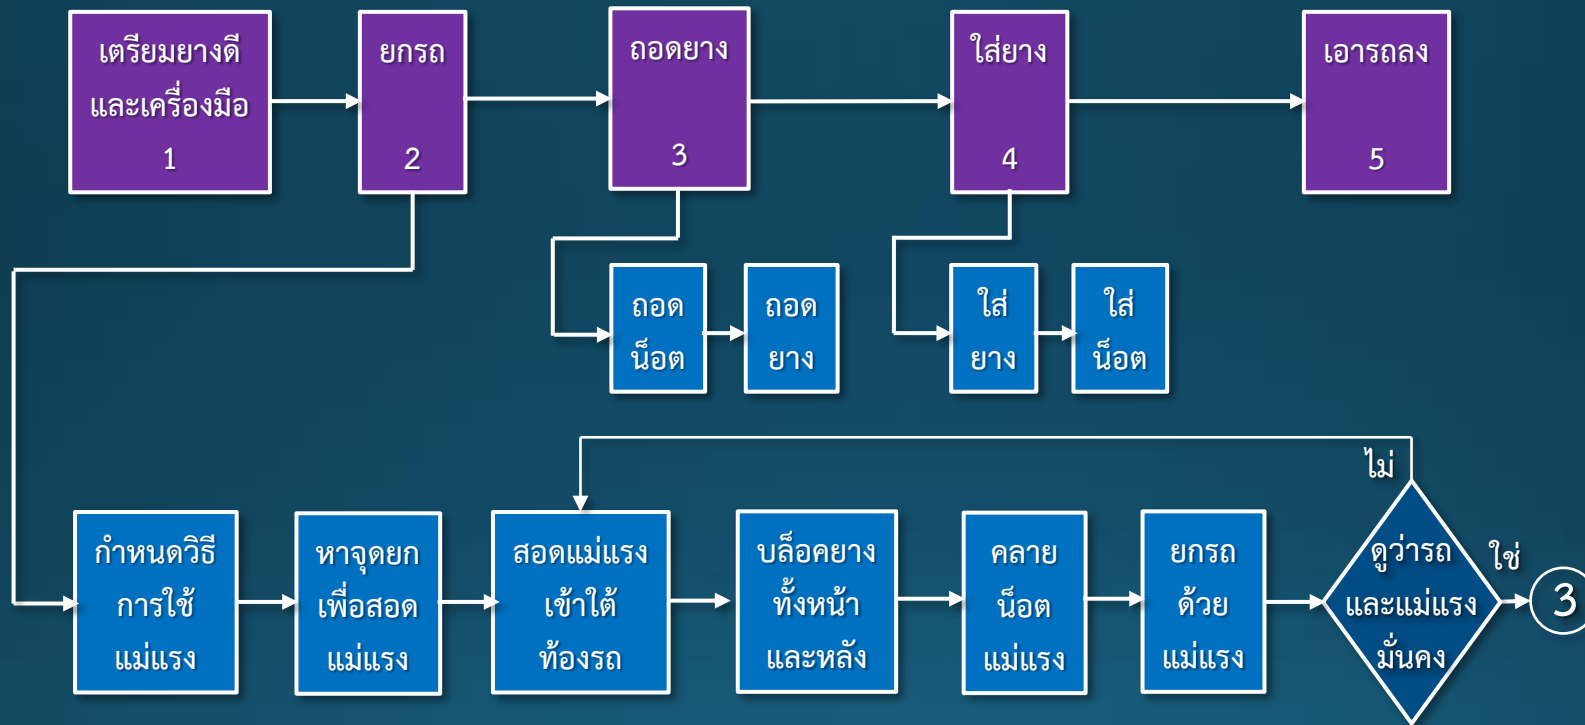 เตรียมยางดี
และเครื่องมือ
1
ยกรถ
2
ถอดยาง
3
ใส่ยาง
4
เอารถลง
5
ถอด
น็อต
ถอด
ยาง
ใส่
ยาง
ใส่
น็อต
กำหนดวิธี
การใช้
แม่แรง
หาจุดยก
เพื่อสอด
แม่แรง
สอดแม่แรง
เข้าใต้
ท้องรถ
บล็อคยาง
ทั้งหน้า
และหลัง
คลาย
น็อต
แม่แรง
ยกรถ
ด้วย
แม่แรง
ไม่
ดูว่ารถ
และแม่แรง
มั่นคง
ใช่
3